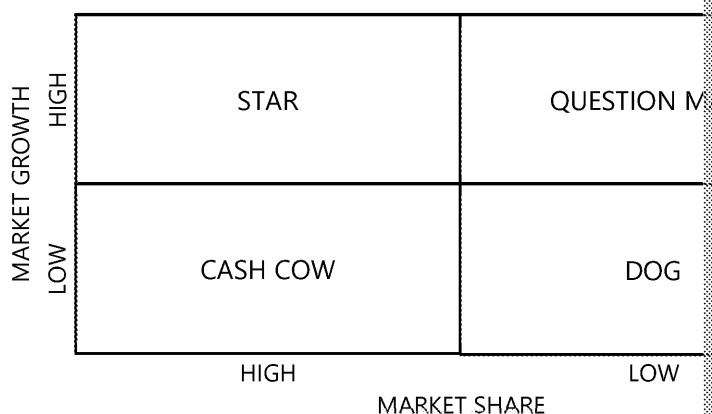 MARKET GROWTH
HIGH
STAR
QUESTION
LOW
CASH COW
DOG
HIGH
LOW
MARKET SHARE